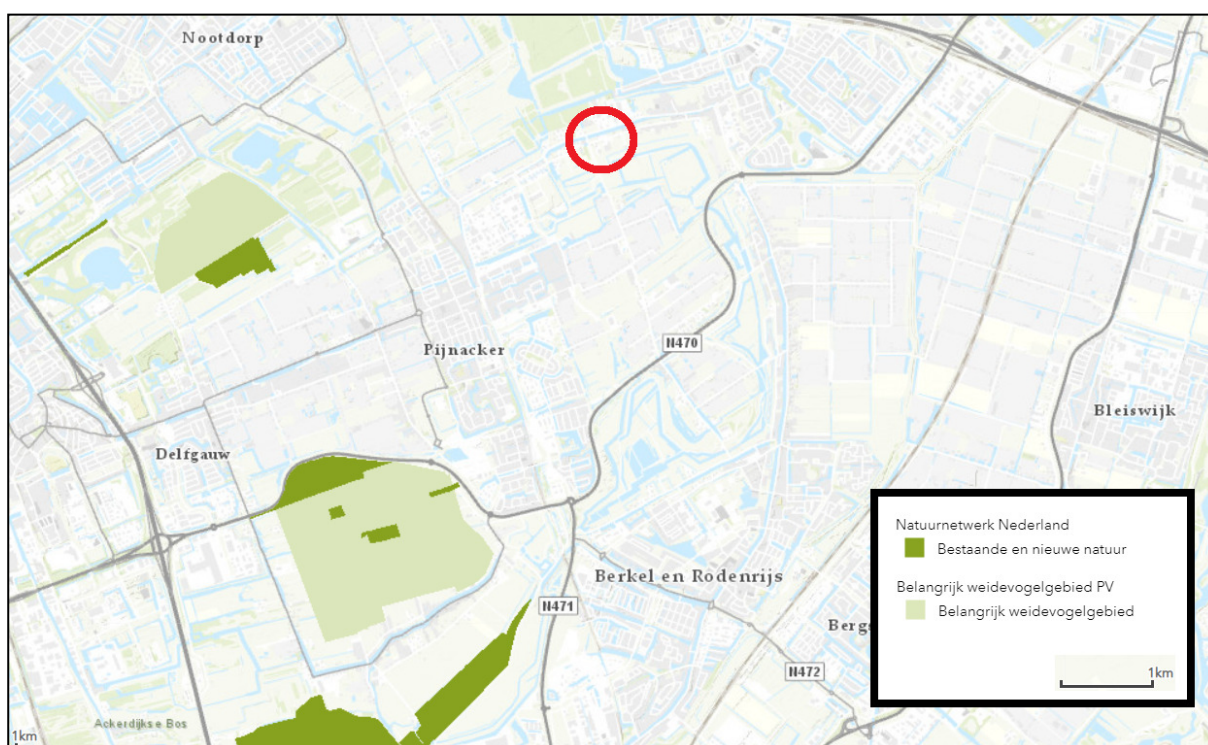 Nootdorp
N470
Pijnacker
Bleiswijk
Delfgauw
Natuurnetwerk Nederland
Bestaande en nieuwe natuur
Belangrijk weidevogelgebied PV
Belangrijk weidevogelgebied
1km
Berkel en Rodenrijs
N471
Bergs
N472
Ackerdijkse Bos
1km